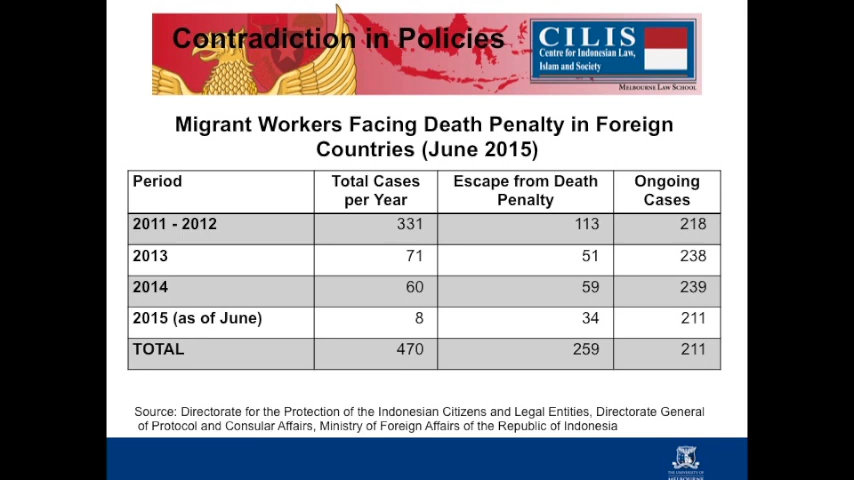 Contradiction in Policies
CILIS
Centre for Indonesian Law,
Islam and Society
MELBOURNE LAW SCHOOL
Migrant Workers Facing Death Penalty in Foreign
Countries (June 2015)
Period Total Cases per Year Escape from Death Penalty Ongoing Cases
2011 - 2012 331 113 218
2013 71 51 238
2014 60 59 239
2015 (as of June) 8 34 211
TOTAL 470 259 211
Source: Directorate for the Protection of the Indonesian Citizens and Legal Entities, Directorate General
of Protocol and Consular Affairs, Ministry of Foreign Affairs of the Republic of Indonesia
THE UNIVERSITY OF
MELBOURNE